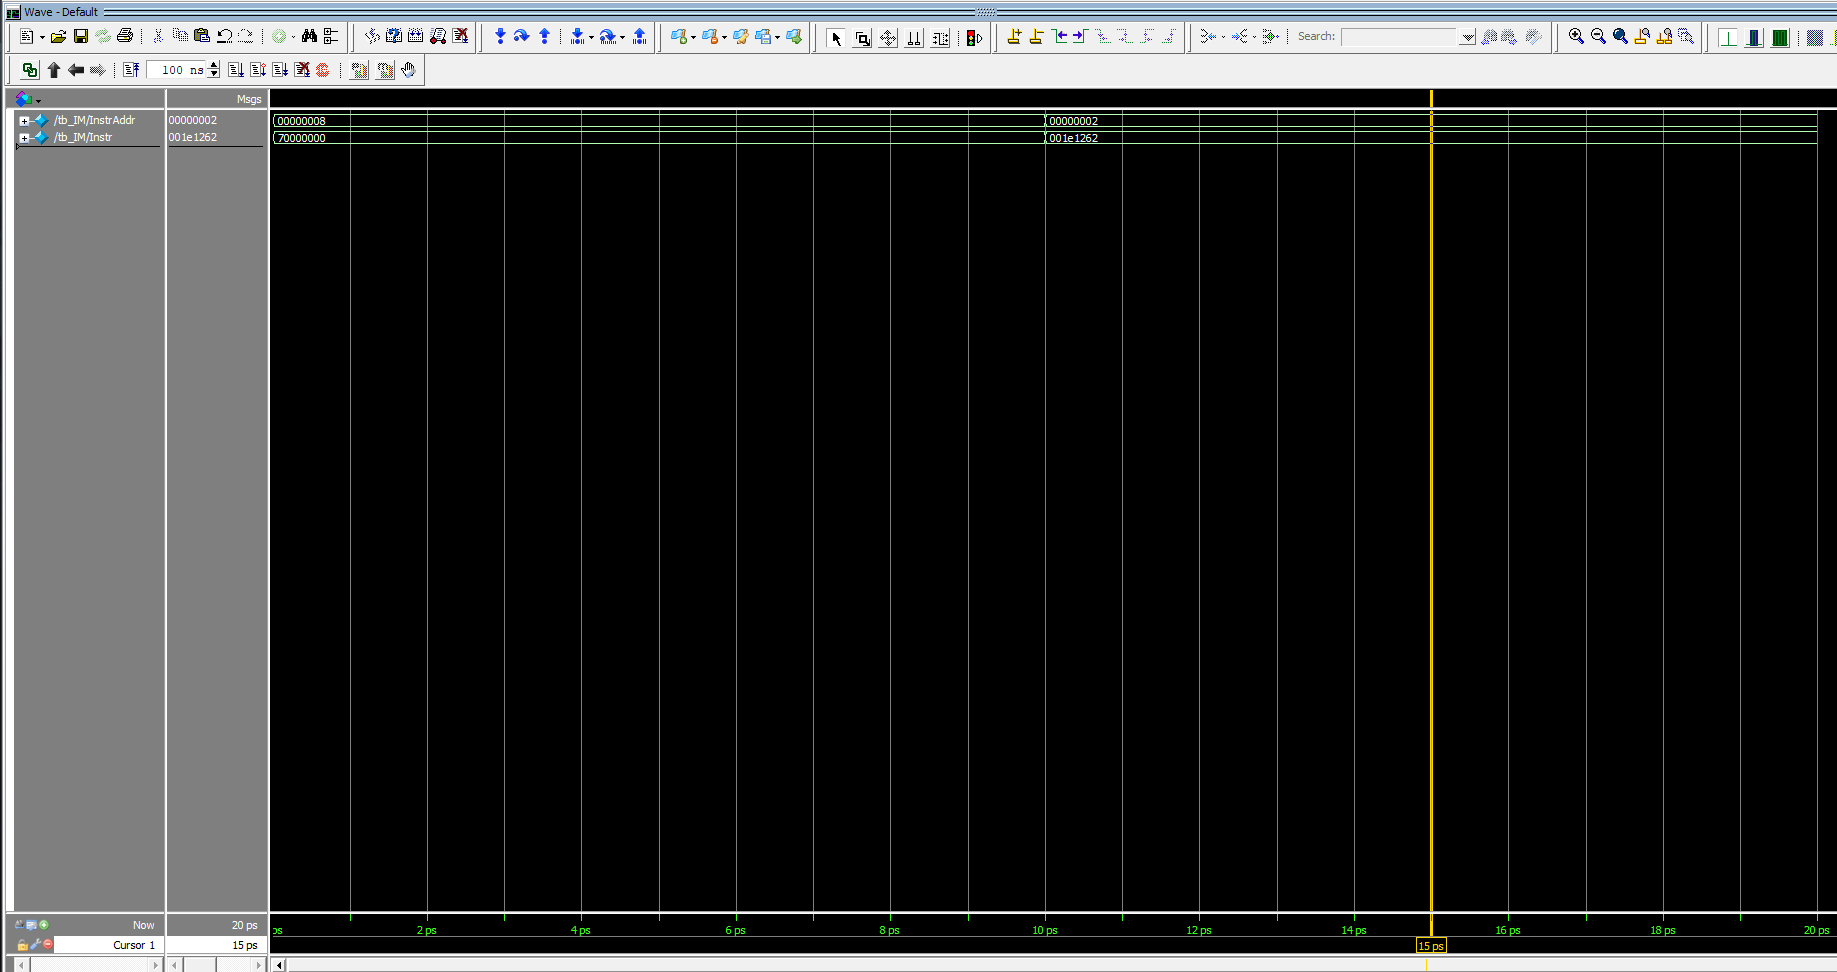 Wave - Default
Search:
100 ns
Msgs
/tb_IM/InstrAddr 00000002 00000008 00000002
/tb_IM/Instr 001e1262 70000000 001e1262
Now 20 ps ps 2 ps 4 ps 6 ps 8 ps 10 ps 12 ps 14 ps 16 ps 18 ps 20 ps
Cursor 1 15 ps 15 ps